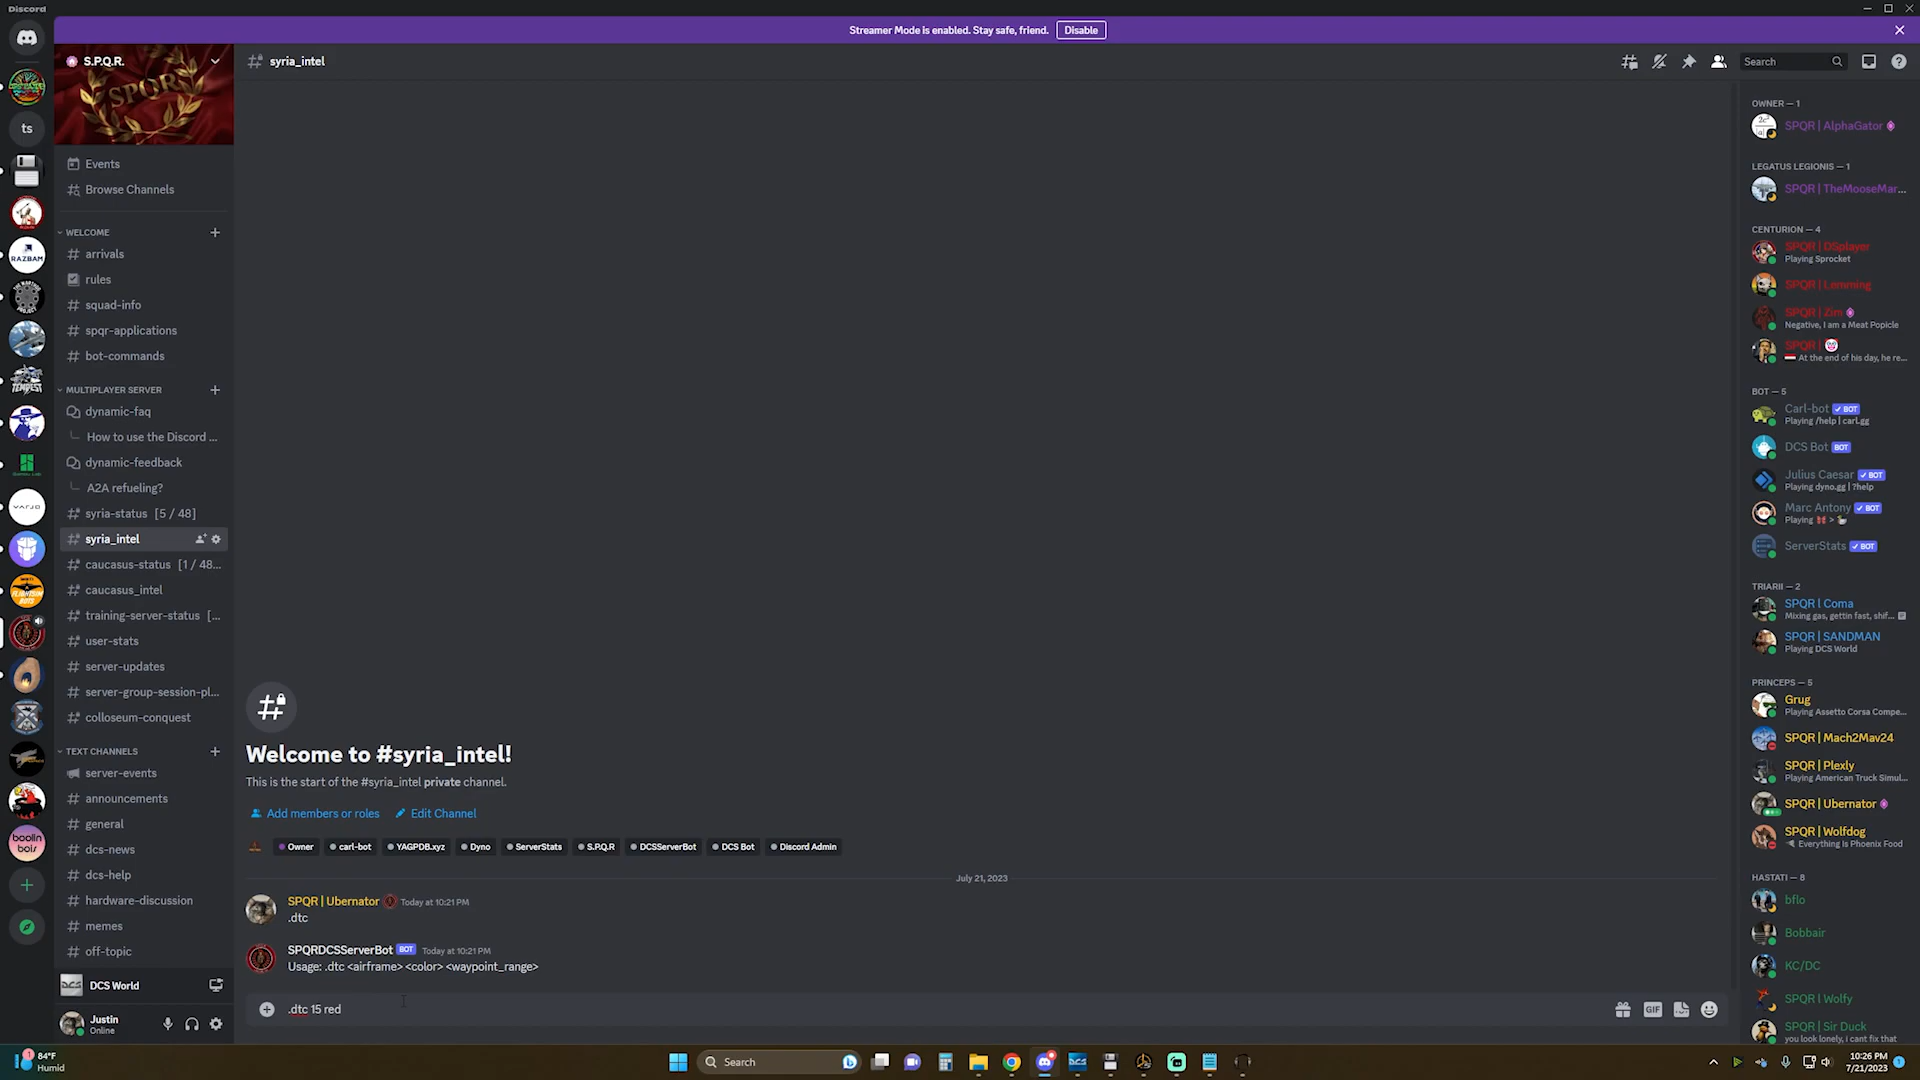 Discord
Streamer Mode is enabled. Stay safe, friend.
Disable
S.P.Q.R.
SPQR
syria_intel
Search
ts
RAZBAM
TEMPEST
VARJO
boolin
bois
Events
Browse Channels
WELCOME
arrivals
rules
squad-info
spqr-applications
bot-commands
MULTIPLAYER SERVER
dynamic-faq
How to use the Discord ...
dynamic-feedback
A2A refueling?
syria-status [5 / 48]
syria_intel
caucasus-status [1 / 48...
caucasus_intel
training-server-status [...
user-stats
server-updates
server-group-session-pl...
colloseum-conquest
TEXT CHANNELS
server-events
announcements
general
dcs-news
dcs-help
hardware-discussion
memes
off-topic
DCS World
Justin
Online
Welcome to #syria_intel!
This is the start of the #syria_intel private channel.
Add members or roles
Edit Channel
Owner
carl-bot
YAGPDB.xyz
Dyno
ServerStats
S.P.Q.R
DCSServerBot
DCS Bot
Discord Admin
July 21, 2023
SPQR | Ubernator Today at 10:21 PM
.dtc
SPQRDCSServerBot BOT Today at 10:21 PM
Usage: .dtc <airframe> <color> <waypoint_range>
.dtc 15 red
GIF
OWNER — 1
SPQR | AlphaGator
LEGATUS LEGIONIS — 1
SPQR | TheMooseMar...
CENTURION — 4
SPQR | DSplayer
Playing Sprocket
SPQR | Lemming
SPQR | Zim
Negative, I am a Meat Popicle
SPQR |
At the end of his day, he re...
BOT — 5
Carl-bot BOT
Playing /help | carl.gg
DCS Bot BOT
Julius Caesar BOT
Playing dyno.gg | ?help
Marc Antony BOT
Playing >
ServerStats BOT
TRIARII — 2
SPQR | Coma
Mixing gas, gettin fast, shif...
SPQR | SANDMAN
Playing DCS World
PRINCEPS — 5
Grug
Playing Assetto Corsa Compe...
SPQR | Mach2Mav24
SPQR | Plexly
Playing American Truck Simul...
SPQR | Ubernator
SPQR | Wolfdog
Everything Is Phoenix Food
HASTATI — 8
bflo
Bobbair
KC/DC
SPQR | Wolfy
SPQR | Sir Duck
you look lonely, i cant fix that
84°F
Humid
Search
10:26 PM
7/21/2023